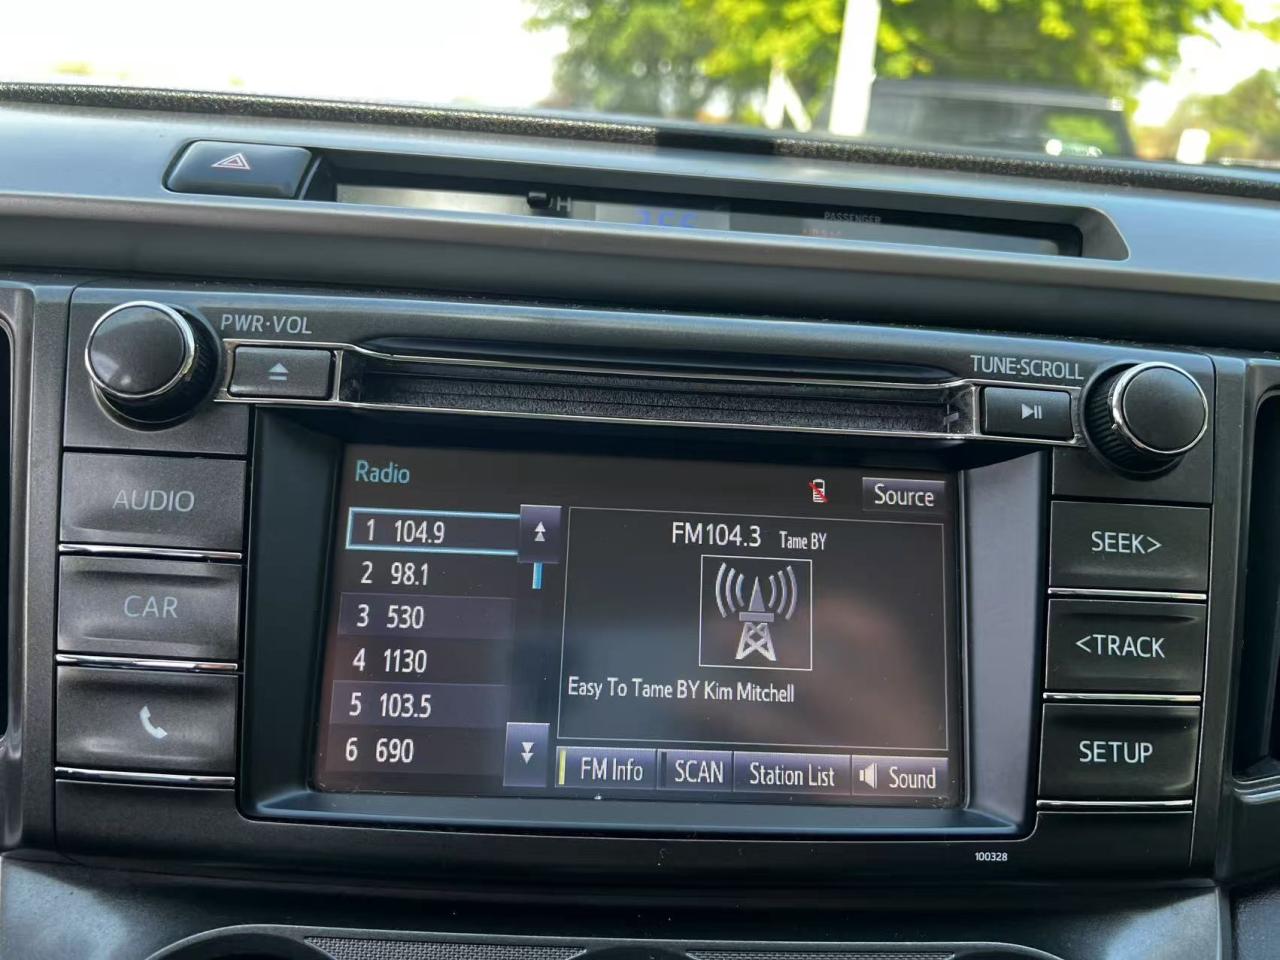 PASSENGER
PWR·VOL
TUNE·SCROLL
AUDIO
CAR
Radio
Source
1 104.9
2 98.1
3 530
4 1130
5 103.5
6 690
FM104.3 Tame BY
Easy To Tame BY Kim Mitchell
FM Info
SCAN
Station List
Sound
SEEK>
<TRACK
SETUP
100328